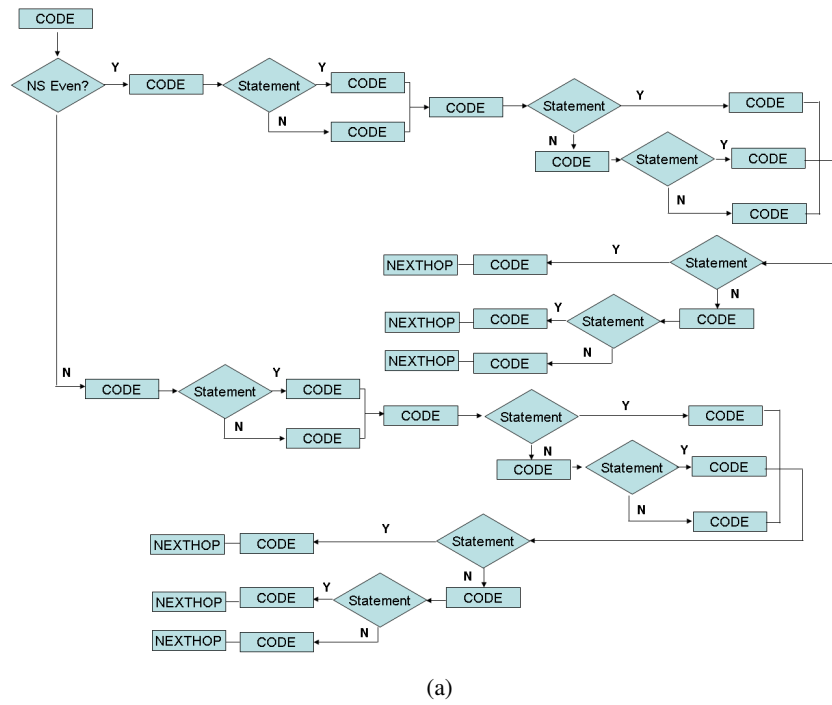 CODE
NS Even?
Y
CODE
Statement
Y
CODE
N
CODE
CODE
Statement
Y
CODE
N
CODE
Statement
Y
CODE
N
CODE
NEXTHOP
CODE
Y
Statement
N
CODE
NEXTHOP
CODE
Y
Statement
NEXTHOP
CODE
N
N
CODE
Statement
Y
CODE
N
CODE
CODE
Statement
Y
CODE
N
CODE
Statement
Y
CODE
N
CODE
NEXTHOP
CODE
Y
Statement
N
CODE
NEXTHOP
CODE
Y
Statement
NEXTHOP
CODE
N
(a)